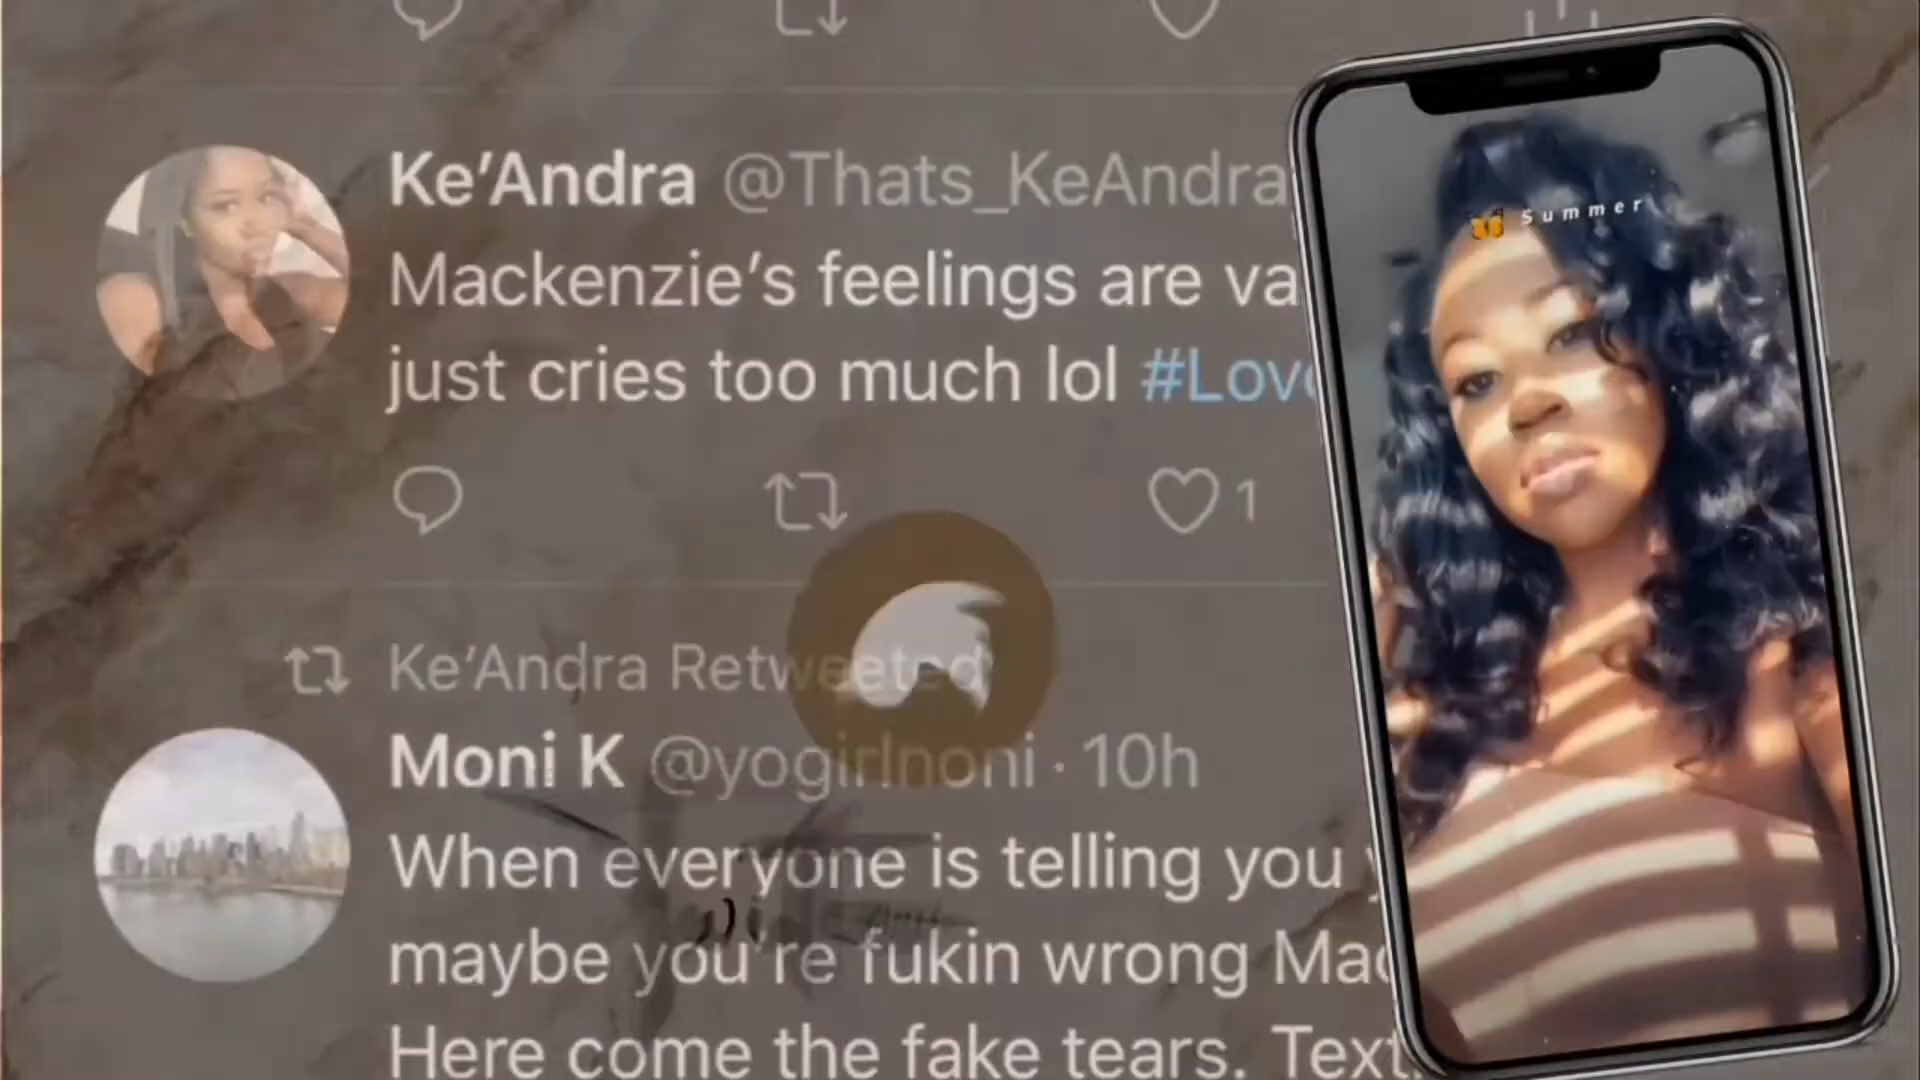 Ke’Andra @Thats_KeAndra
Mackenzie’s feelings are va
just cries too much lol #Lov
1
Ke’Andra Retweeted
Moni K @yogirlnoni · 10h
When everyone is telling you
maybe you’re fukin wrong Mac
Here come the fake tears. Text
Summer